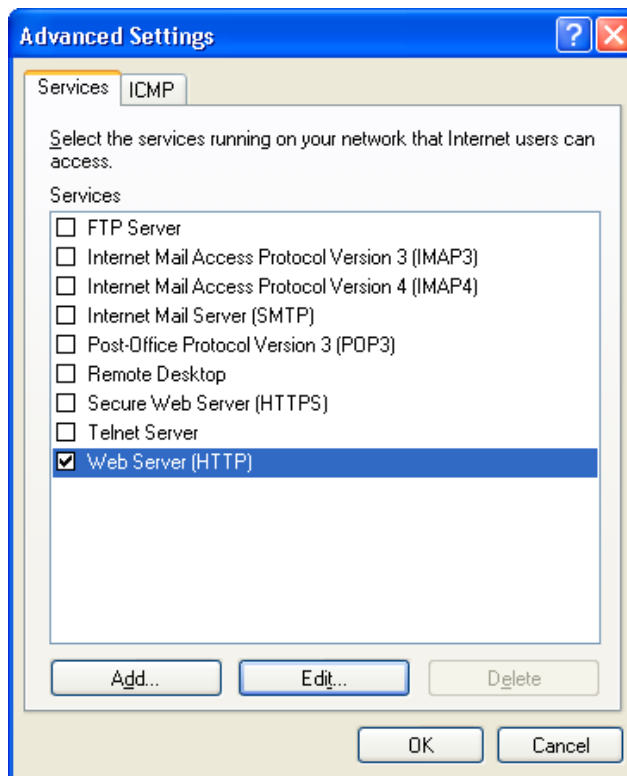 Advanced Settings
Services
ICMP
Select the services running on your network that Internet users can
access.
Services
FTP Server
Internet Mail Access Protocol Version 3 (IMAP3)
Internet Mail Access Protocol Version 4 (IMAP4)
Internet Mail Server (SMTP)
Post-Office Protocol Version 3 (POP3)
Remote Desktop
Secure Web Server (HTTPS)
Telnet Server
Web Server (HTTP)
Add... Edit... Delete
OK Cancel